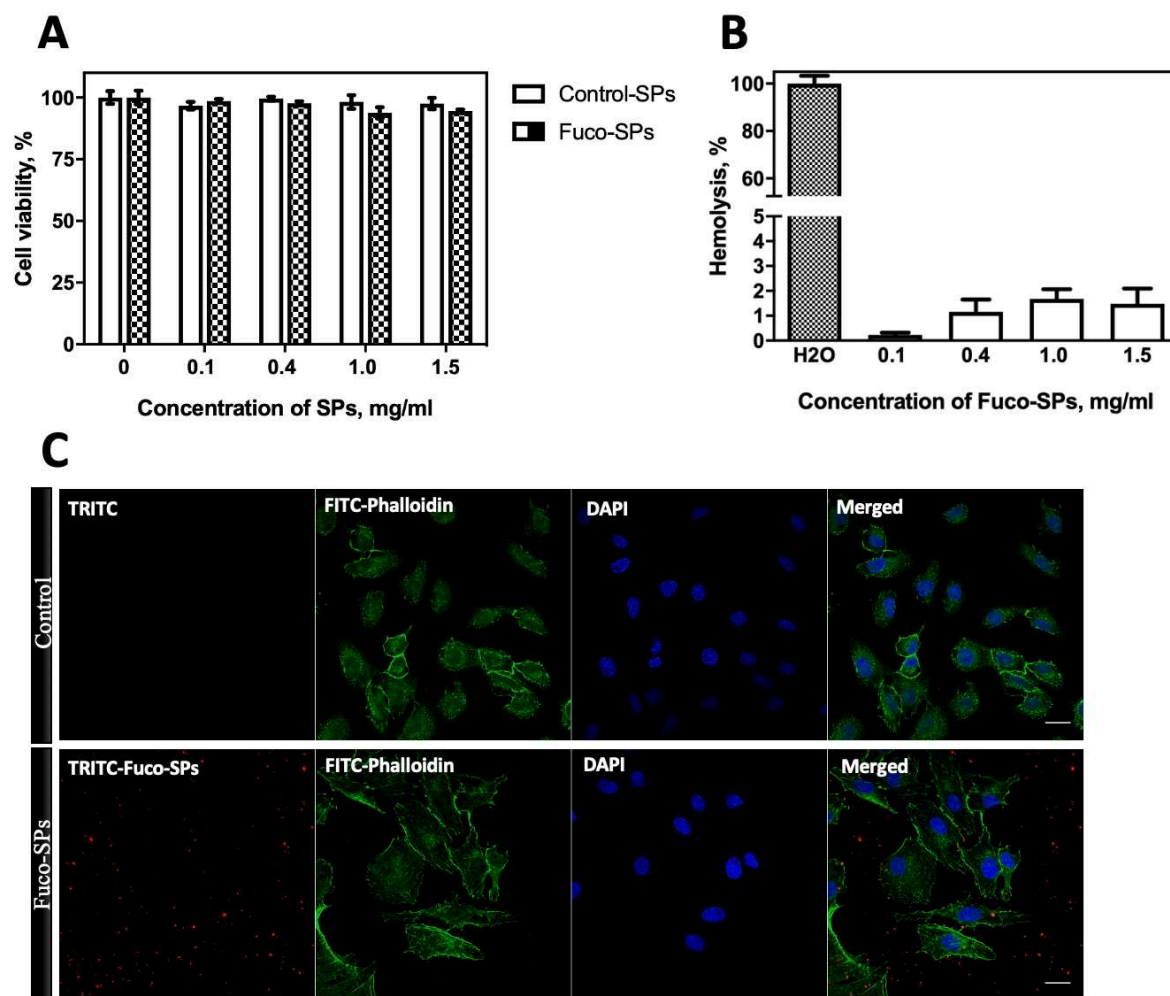 A
Cell viability, %
100
75
50
25
0
0 0.1 0.4 1.0 1.5
Concentration of SPs, mg/ml
Control-SPs
Fuco-SPs
B
Hemolysis, %
100
80
60
5
4
3
2
1
0
H2O 0.1 0.4 1.0 1.5
Concentration of Fuco-SPs, mg/ml
C
Control
TRITC FITC-Phalloidin DAPI Merged
Fuco-SPs
TRITC-Fuco-SPs FITC-Phalloidin DAPI Merged